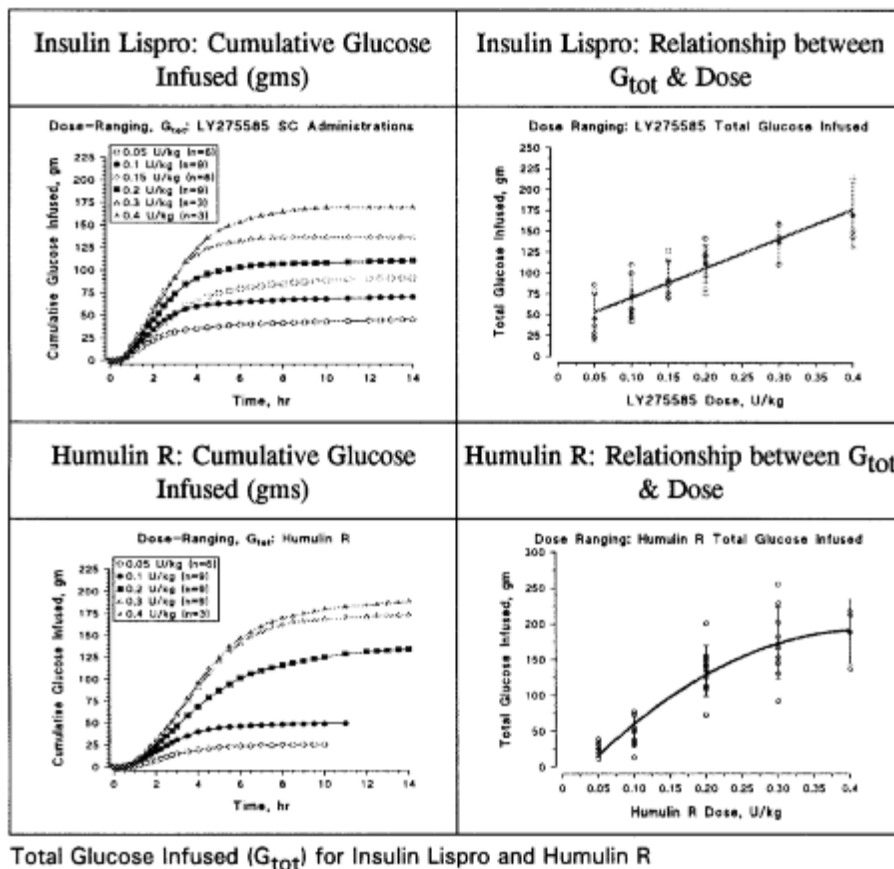 Insulin Lispro: Cumulative Glucose
Infused (gms)
Insulin Lispro: Relationship between
Gtot & Dose
Dose-Ranging, Gtot: LY275585 SC Administrations
0.05 U/kg (n=6)
0.1 U/kg (n=9)
0.15 U/kg (n=6)
0.2 U/kg (n=9)
0.3 U/kg (n=3)
0.4 U/kg (n=3)
Cumulative Glucose Infused, gm
225
200
175
150
125
100
75
50
25
0
0 2 4 6 8 10 12 14
Time, hr
Dose Ranging: LY275585 Total Glucose Infused
Total Glucose Infused, gm
250
225
200
175
150
125
100
75
50
25
0
0 0.05 0.10 0.15 0.20 0.25 0.30 0.35 0.4
LY275585 Dose, U/kg
Humulin R: Cumulative Glucose
Infused (gms)
Humulin R: Relationship between Gtot
& Dose
Dose-Ranging, Gtot: Humulin R
0.05 U/kg (n=6)
0.1 U/kg (n=9)
0.2 U/kg (n=9)
0.3 U/kg (n=9)
0.4 U/kg (n=3)
Cumulative Glucose Infused, gm
225
200
175
150
125
100
75
50
25
0
0 2 4 6 8 10 12 14
Time, hr
Dose Ranging: Humulin R Total Glucose Infused
Total Glucose Infused, gm
300
250
200
150
100
50
0
0 0.05 0.10 0.15 0.20 0.25 0.30 0.35 0.4
Humulin R Dose, U/kg
Total Glucose Infused (Gtot) for Insulin Lispro and Humulin R